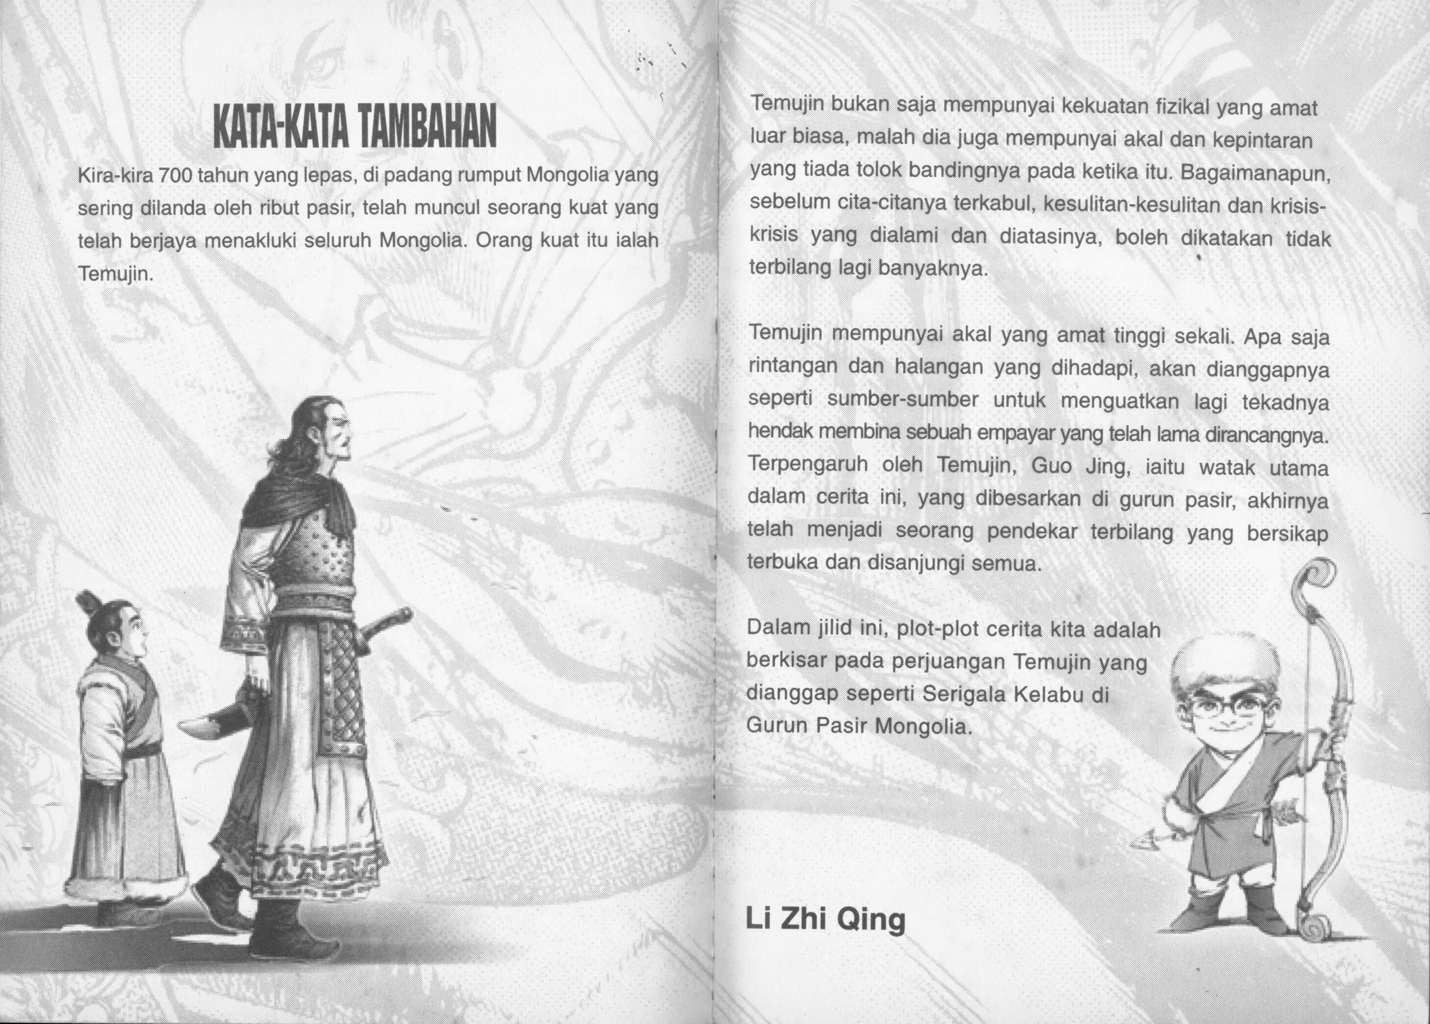 KATA-KATA TAMBAHAN
Kira-kira 700 tahun yang lepas, di padang rumput Mongolia yang
sering dilanda oleh ribut pasir, telah muncul seorang kuat yang
telah berjaya menakluki seluruh Mongolia. Orang kuat itu ialah
Temujin.
Temujin bukan saja mempunyai kekuatan fizikal yang amat
luar biasa, malah dia juga mempunyai akal dan kepintaran
yang tiada tolok bandingnya pada ketika itu. Bagaimanapun,
sebelum cita-citanya terkabul, kesulitan-kesulitan dan krisis-
krisis yang dialami dan diatasinya, boleh dikatakan tidak
terbilang lagi banyaknya.
Temujin mempunyai akal yang amat tinggi sekali. Apa saja
rintangan dan halangan yang dihadapi, akan dianggapnya
seperti sumber-sumber untuk menguatkan lagi tekadnya
hendak membina sebuah empayar yang telah lama dirancangnya.
Terpengaruh oleh Temujin, Guo Jing, iaitu watak utama
dalam cerita ini, yang dibesarkan di gurun pasir, akhirnya
telah menjadi seorang pendekar terbilang yang bersikap
terbuka dan disanjungi semua.
Dalam jilid ini, plot-plot cerita kita adalah
berkisar pada perjuangan Temujin yang
dianggap seperti Serigala Kelabu di
Gurun Pasir Mongolia.
Li Zhi Qing